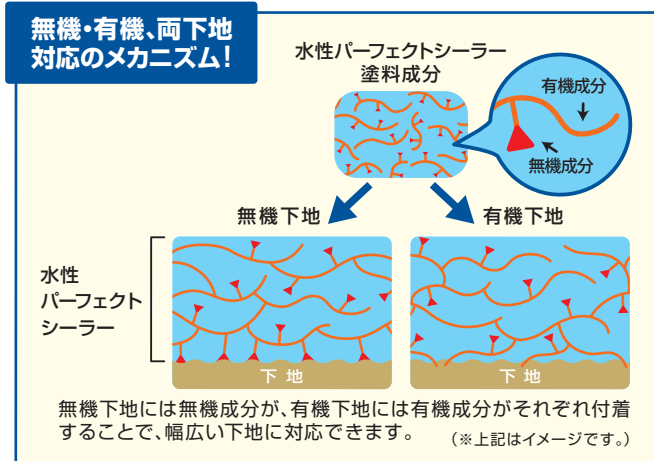 無機・有機、両下地
対応のメカニズム！
水性パーフェクトシーラー
塗料成分
有機成分
無機成分
無機下地
有機下地
水性
パーフェクト
シーラー
下 地
下 地
無機下地には無機成分が、有機下地には有機成分がそれぞれ付着
することで、幅広い下地に対応できます。 （※上記はイメージです。）